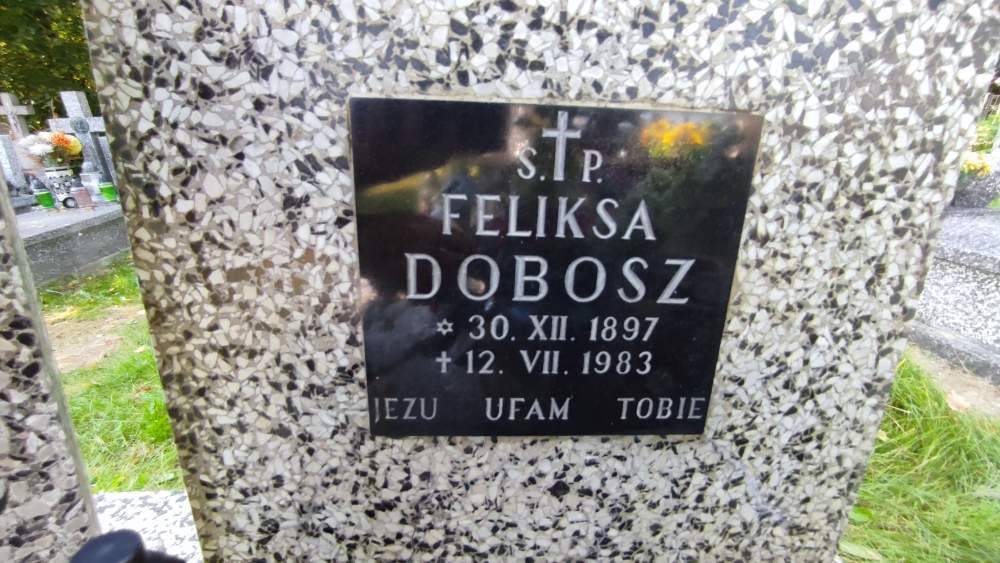 S. P.
FELIKSA
DOBOSZ
✡ 30. XII. 1897
✝ 12. VII. 1983
JEZU UFAM TOBIE